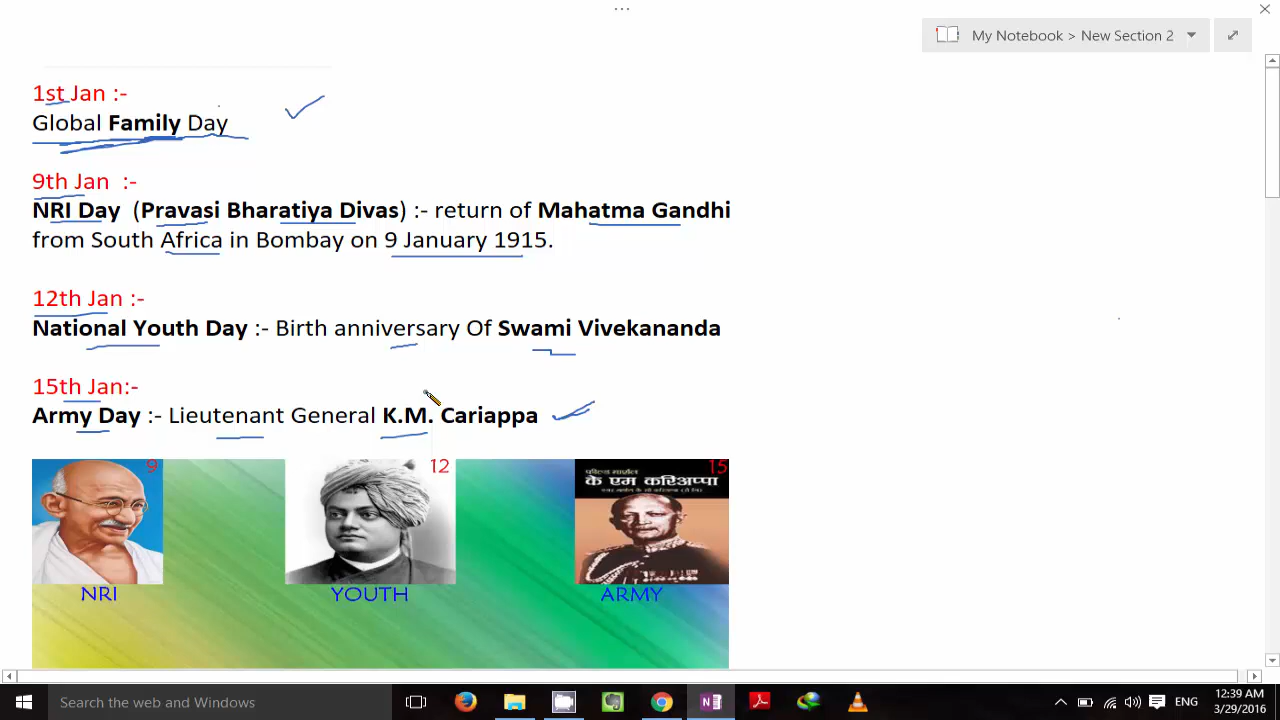 ...
My Notebook > New Section 2
1st Jan :-
Global Family Day
9th Jan :-
NRI Day (Pravasi Bharatiya Divas) :- return of Mahatma Gandhi
from South Africa in Bombay on 9 January 1915.
12th Jan :-
National Youth Day :- Birth anniversary Of Swami Vivekananda
15th Jan:-
Army Day :- Lieutenant General K.M. Cariappa
9
12
15
फील्ड मार्शल
के एम करिअप्पा
NRI
YOUTH
ARMY
Search the web and Windows
ENG
12:39 AM
3/29/2016